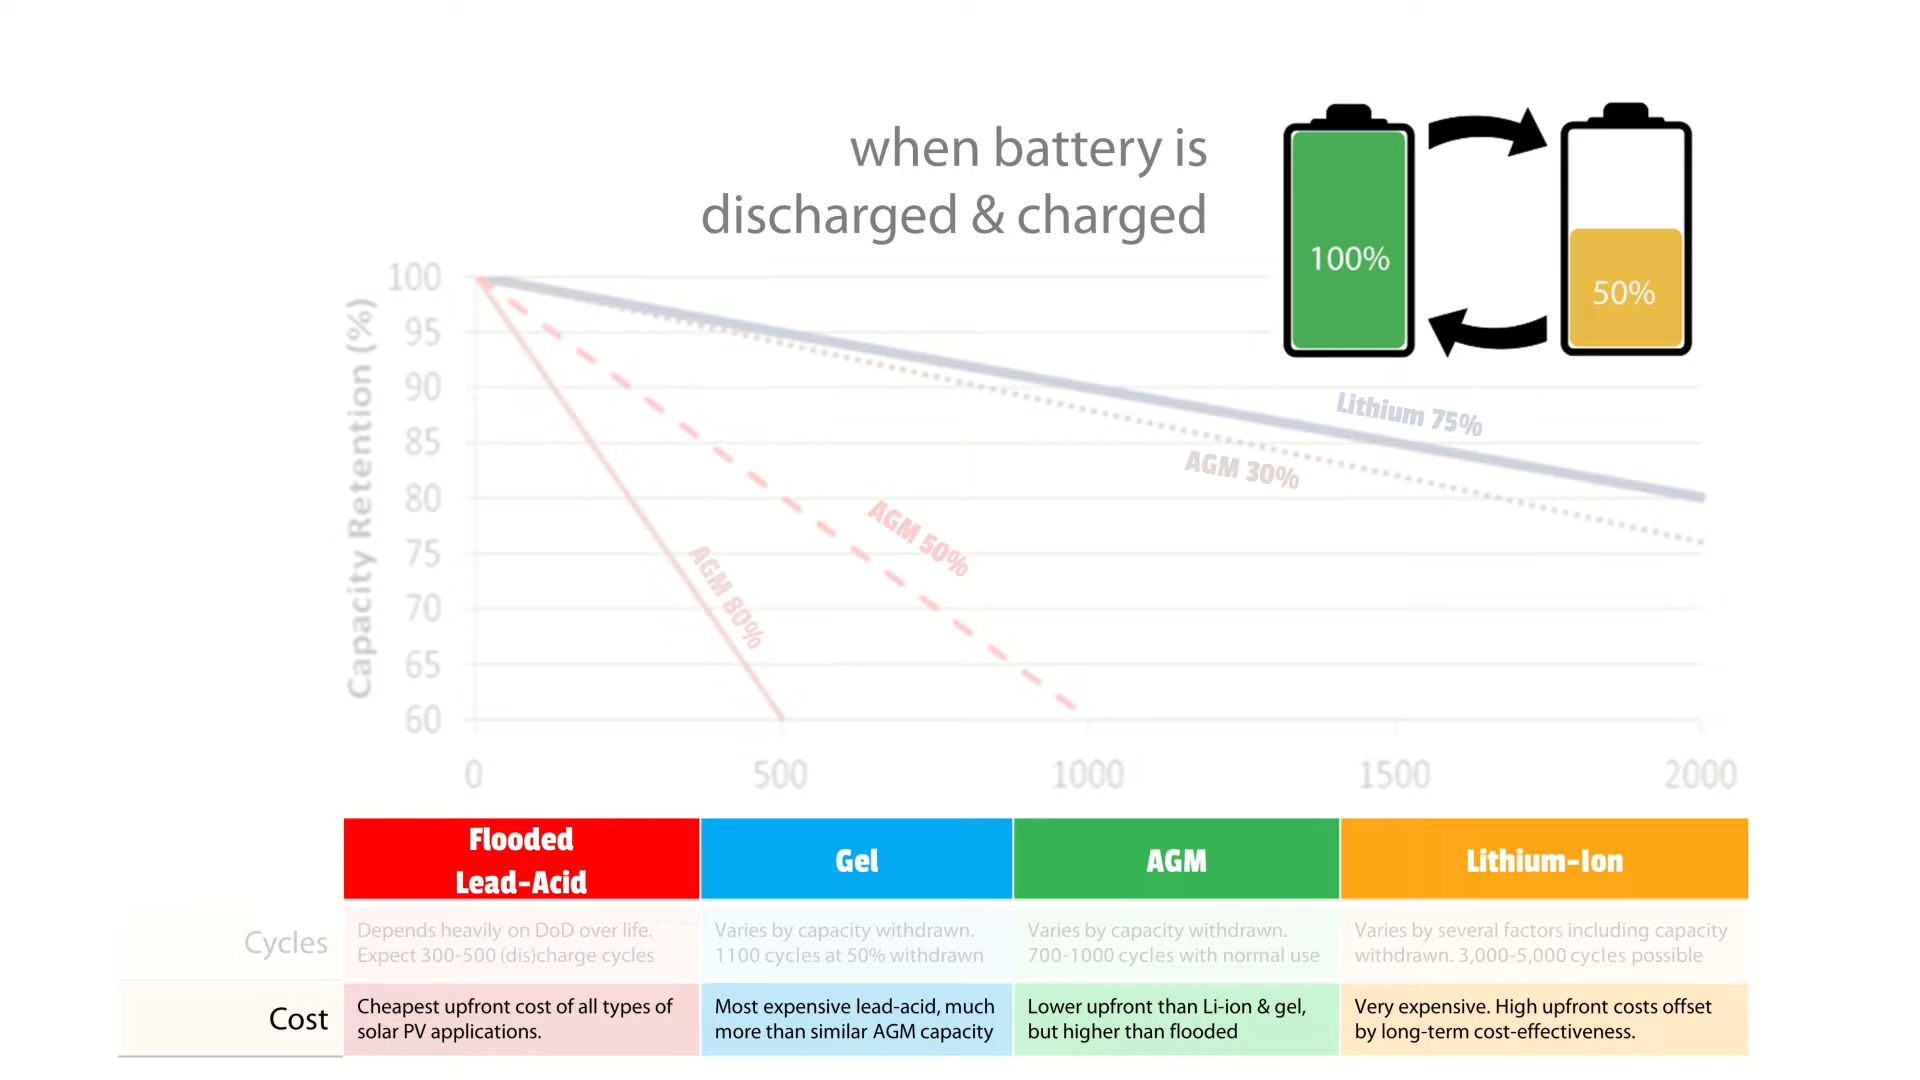 when battery is
discharged & charged
100%
50%
Capacity Retention (%)
100
95
90
85
80
75
70
65
60
Lithium 75%
AGM 30%
AGM 50%
AGM 80%
0
500
1000
1500
2000
Flooded
Lead-Acid
Gel
AGM
Lithium-Ion
Cycles
Depends heavily on DoD over life.
Expect 300-500 (dis)charge cycles
Varies by capacity withdrawn.
1100 cycles at 50% withdrawn
Varies by capacity withdrawn.
700-1000 cycles with normal use
Varies by several factors including capacity
withdrawn. 3,000-5,000 cycles possible
Cost
Cheapest upfront cost of all types of
solar PV applications.
Most expensive lead-acid, much
more than similar AGM capacity
Lower upfront than Li-ion & gel,
but higher than flooded
Very expensive. High upfront costs offset
by long-term cost-effectiveness.